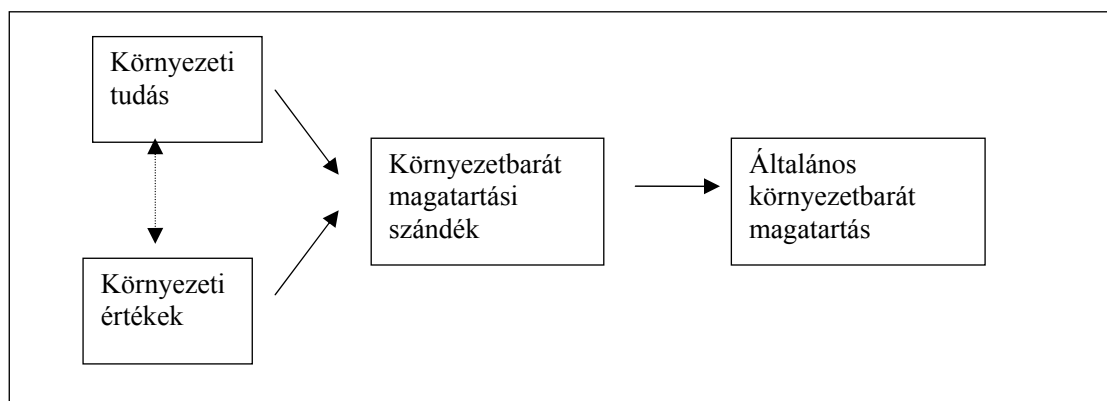 Környezeti
tudás
Környezeti
értékek
Környezetbarát
magatartási
szándék
Általános
környezetbarát
magatartás